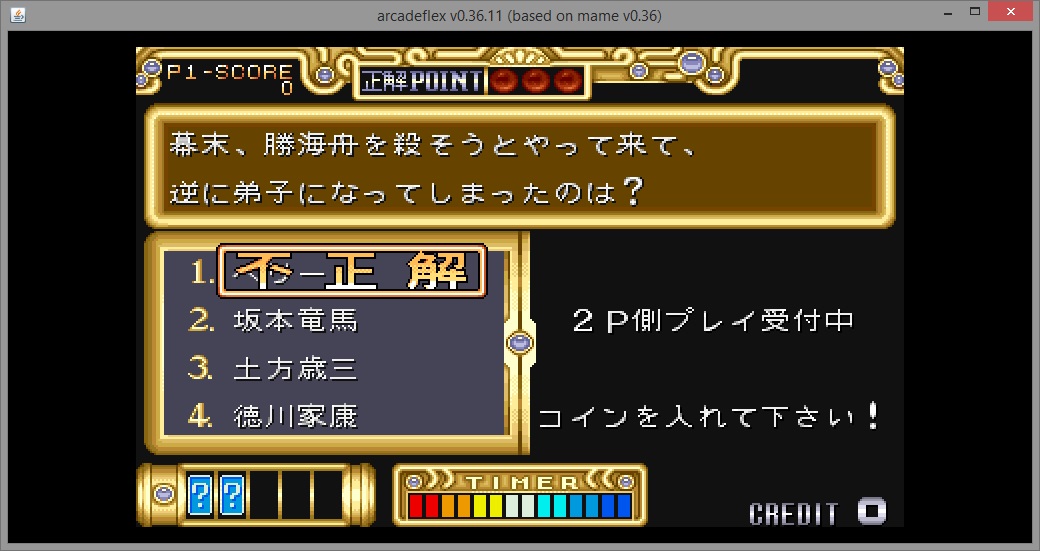 arcadeflex v0.36.11 (based on mame v0.36)
P1-SCORE
0
正解POINT
幕末、勝海舟を殺そうとやって来て、
逆に弟子になってしまったのは?
1. 不正解
2. 坂本竜馬
3. 土方歳三
4. 徳川家康
2P側プレイ受付中
コインを入れて下さい!
? ?
TIMER
CREDIT 0